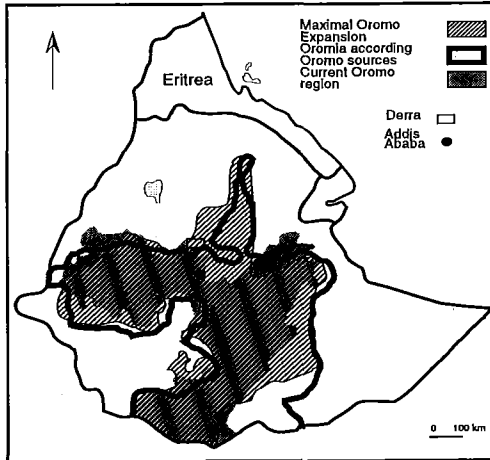 Maximal Oromo
Expansion
Oromia according
Oromo sources
Current Oromo
region
Eritrea
Derra
Addis
Ababa
0 100 km